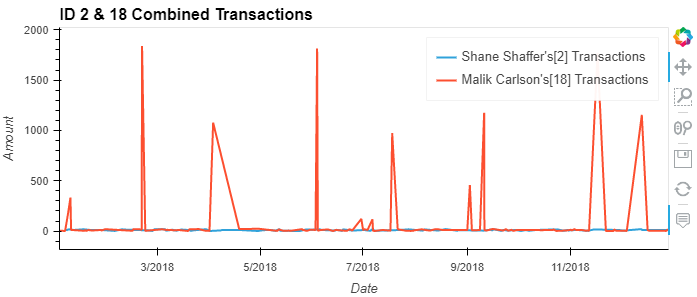 ID 2 & 18 Combined Transactions
Shane Shaffer's[2] Transactions
Malik Carlson's[18] Transactions
Amount
2000
1500
1000
500
0
3/2018 5/2018 7/2018 9/2018 11/2018
Date